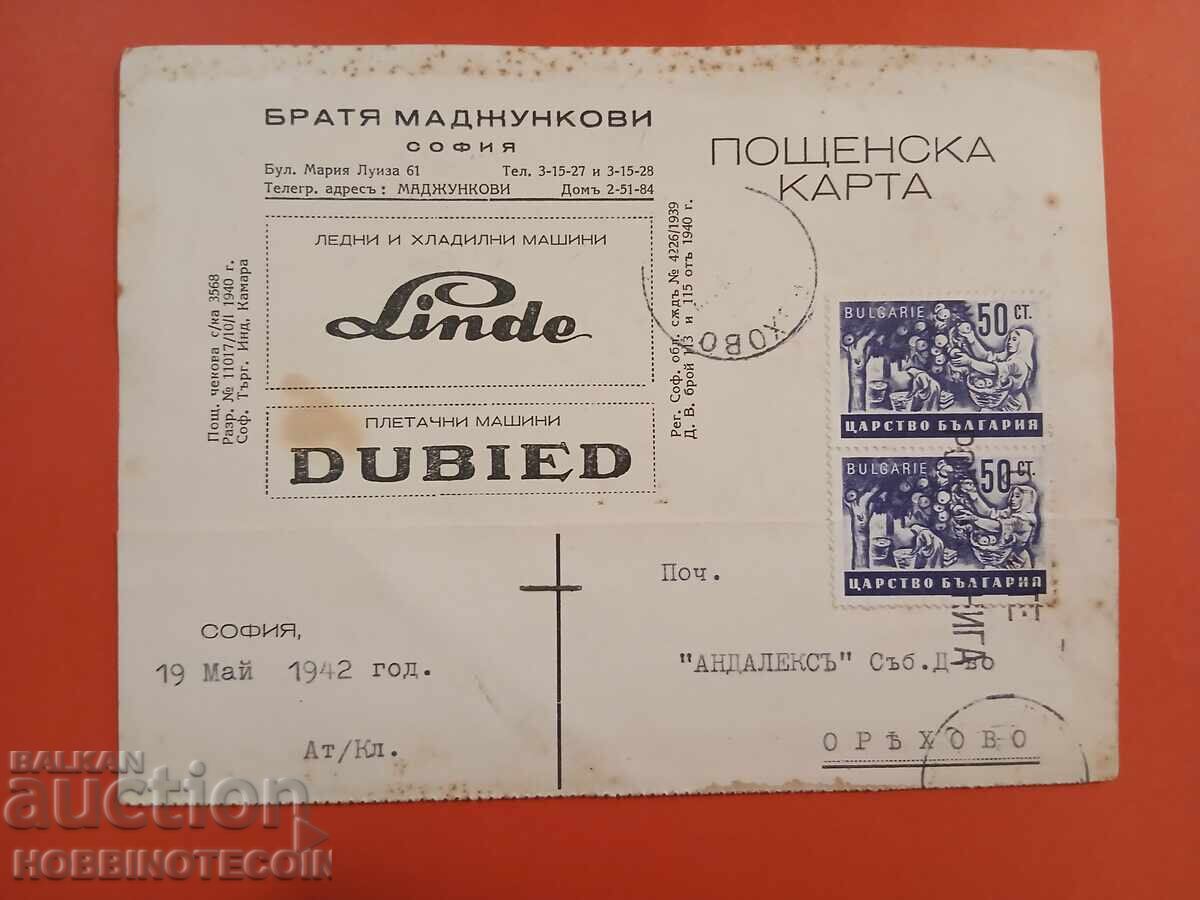 БРАТЯ МАДЖУНКОВИ
СОФИЯ
Бул. Мария Луиза 61 Тел. 3-15-27 и 3-15-28
Телегр. адресъ: МАДЖУНКОВИ Домъ 2-51-84
ПОЩЕНСКА
КАРТА
ЛЕДНИ И ХЛАДИЛНИ МАШИНИ
Linde
ПЛЕТАЧНИ МАШИНИ
DUBIED
Пощ. чекова с/ка 3568
Разр. № 11017/10/I 1940 г.
Соф. Търг. Инд. Камара
Рег. Соф. обл. сѫдъ № 4226/1939
Д. В. брой 113 и 115 отъ 1940 г.
ХОВО
BULGARIE 50 СТ.
ЦАРСТВО БЪЛГАРИЯ
BULGARIE 50 СТ.
ЦАРСТВО БЪЛГАРИЯ
Поч.
СОФИЯ,
19 Май 1942 год.
"АНДАЛЕКСЪ" Съб.Д-во
Ат/Кл.
ОРѢХОВО
BALKAN
auction
HOBBINOTECOIN